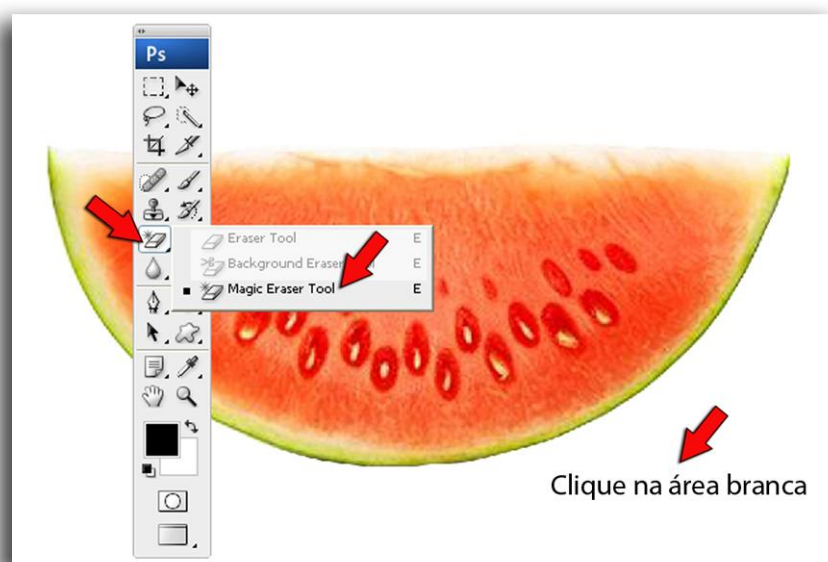 Ps
Eraser Tool E
Background Eraser E
Magic Eraser Tool E
Clique na área branca